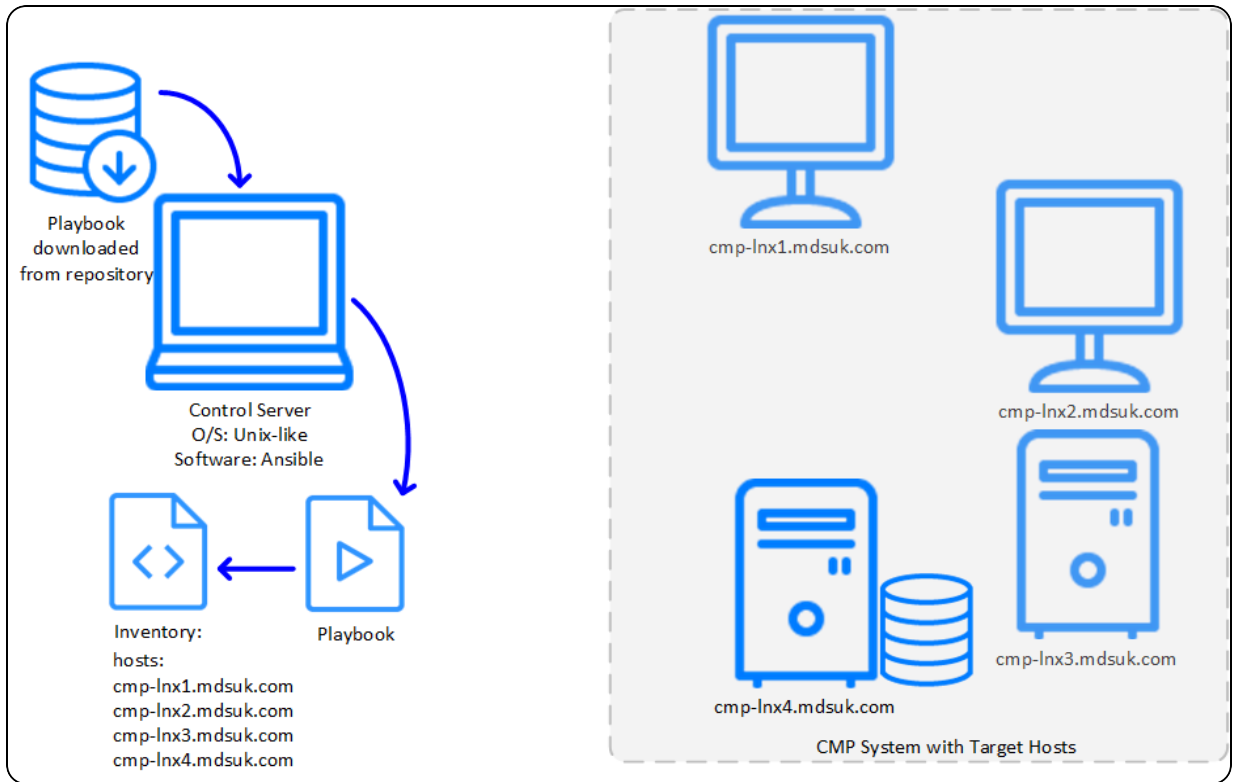 Playbook
downloaded
from repository
Control Server
O/S: Unix-like
Software: Ansible
Inventory:
hosts:
cmp-lnx1.mdsuk.com
cmp-lnx2.mdsuk.com
cmp-lnx3.mdsuk.com
cmp-lnx4.mdsuk.com
Playbook
cmp-lnx1.mdsuk.com
cmp-lnx2.mdsuk.com
cmp-lnx3.mdsuk.com
cmp-lnx4.mdsuk.com
CMP System with Target Hosts